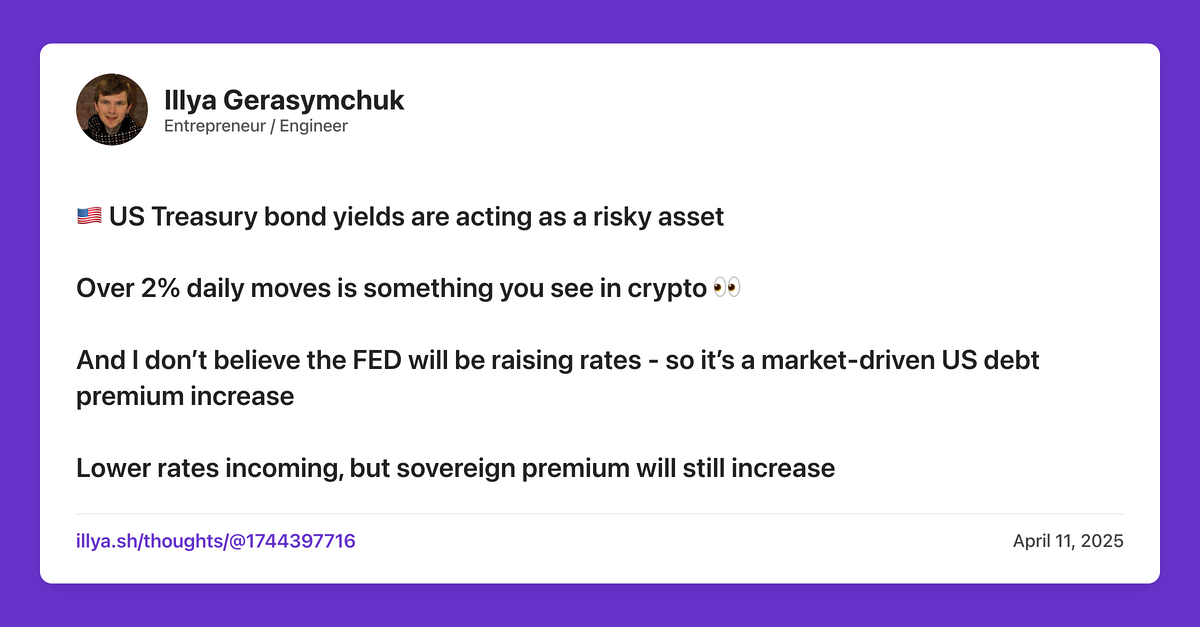 Illya Gerasymchuk
Entrepreneur / Engineer
🇺🇸 US Treasury bond yields are acting as a risky asset
Over 2% daily moves is something you see in crypto 👀
And I don’t believe the FED will be raising rates - so it’s a market-driven US debt
premium increase
Lower rates incoming, but sovereign premium will still increase
illya.sh/thoughts/@1744397716
April 11, 2025